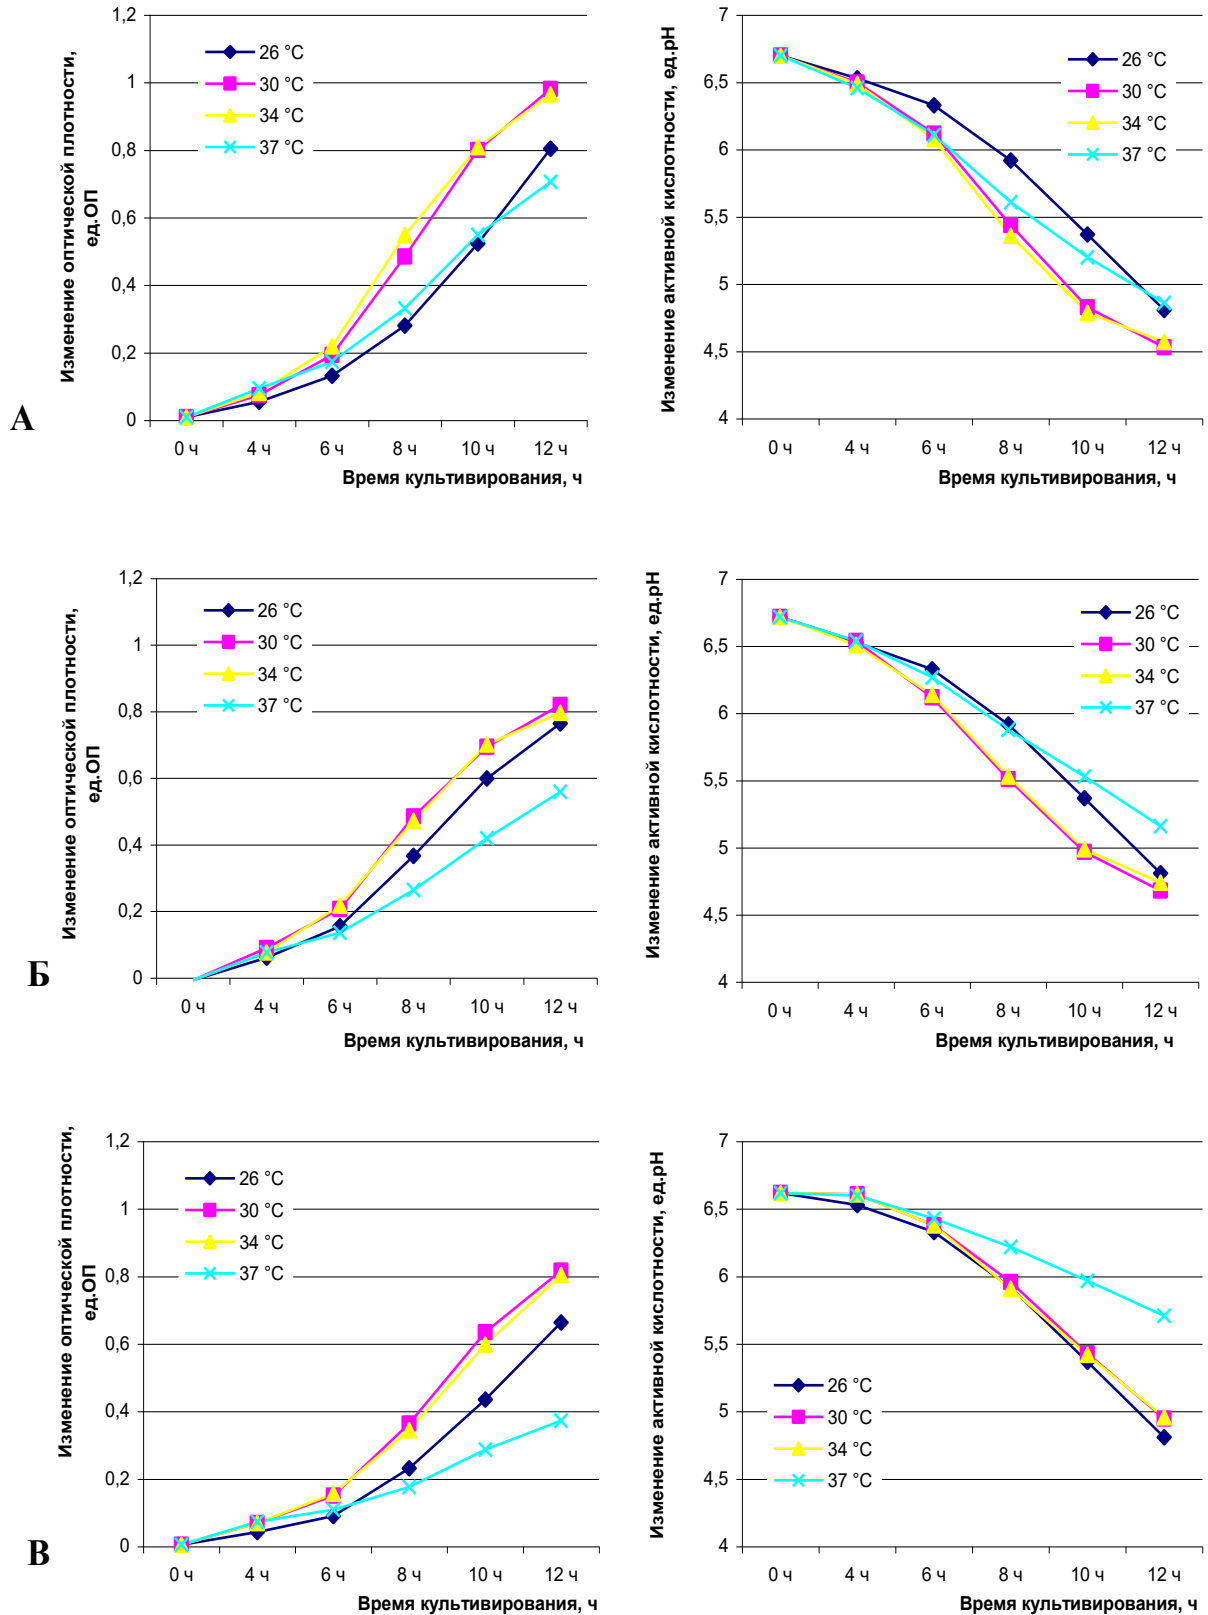 Изменение оптической плотности,
ед.ОП
1,2
1
0,8
0,6
0,4
0,2
0
26 °C
30 °C
34 °C
37 °C
0 ч 4 ч 6 ч 8 ч 10 ч 12 ч
Время культивирования, ч
А
Изменение активной кислотности, ед.рН
7
6,5
6
5,5
5
4,5
4
26 °C
30 °C
34 °C
37 °C
0 ч 4 ч 6 ч 8 ч 10 ч 12 ч
Время культивирования, ч
Изменение оптической плотности,
ед.ОП
1,2
1
0,8
0,6
0,4
0,2
0
26 °C
30 °C
34 °C
37 °C
0 ч 4 ч 6 ч 8 ч 10 ч 12 ч
Время культивирования, ч
Б
Изменение активной кислотности, ед.рН
7
6,5
6
5,5
5
4,5
4
26 °C
30 °C
34 °C
37 °C
0 ч 4 ч 6 ч 8 ч 10 ч 12 ч
Время культивирования, ч
Изменение оптической плотности,
ед.ОП
1,2
1
0,8
0,6
0,4
0,2
0
26 °C
30 °C
34 °C
37 °C
0 ч 4 ч 6 ч 8 ч 10 ч 12 ч
Время культивирования, ч
В
Изменение активной кислотности, ед.рН
7
6,5
6
5,5
5
4,5
4
26 °C
30 °C
34 °C
37 °C
0 ч 4 ч 6 ч 8 ч 10 ч 12 ч
Время культивирования, ч